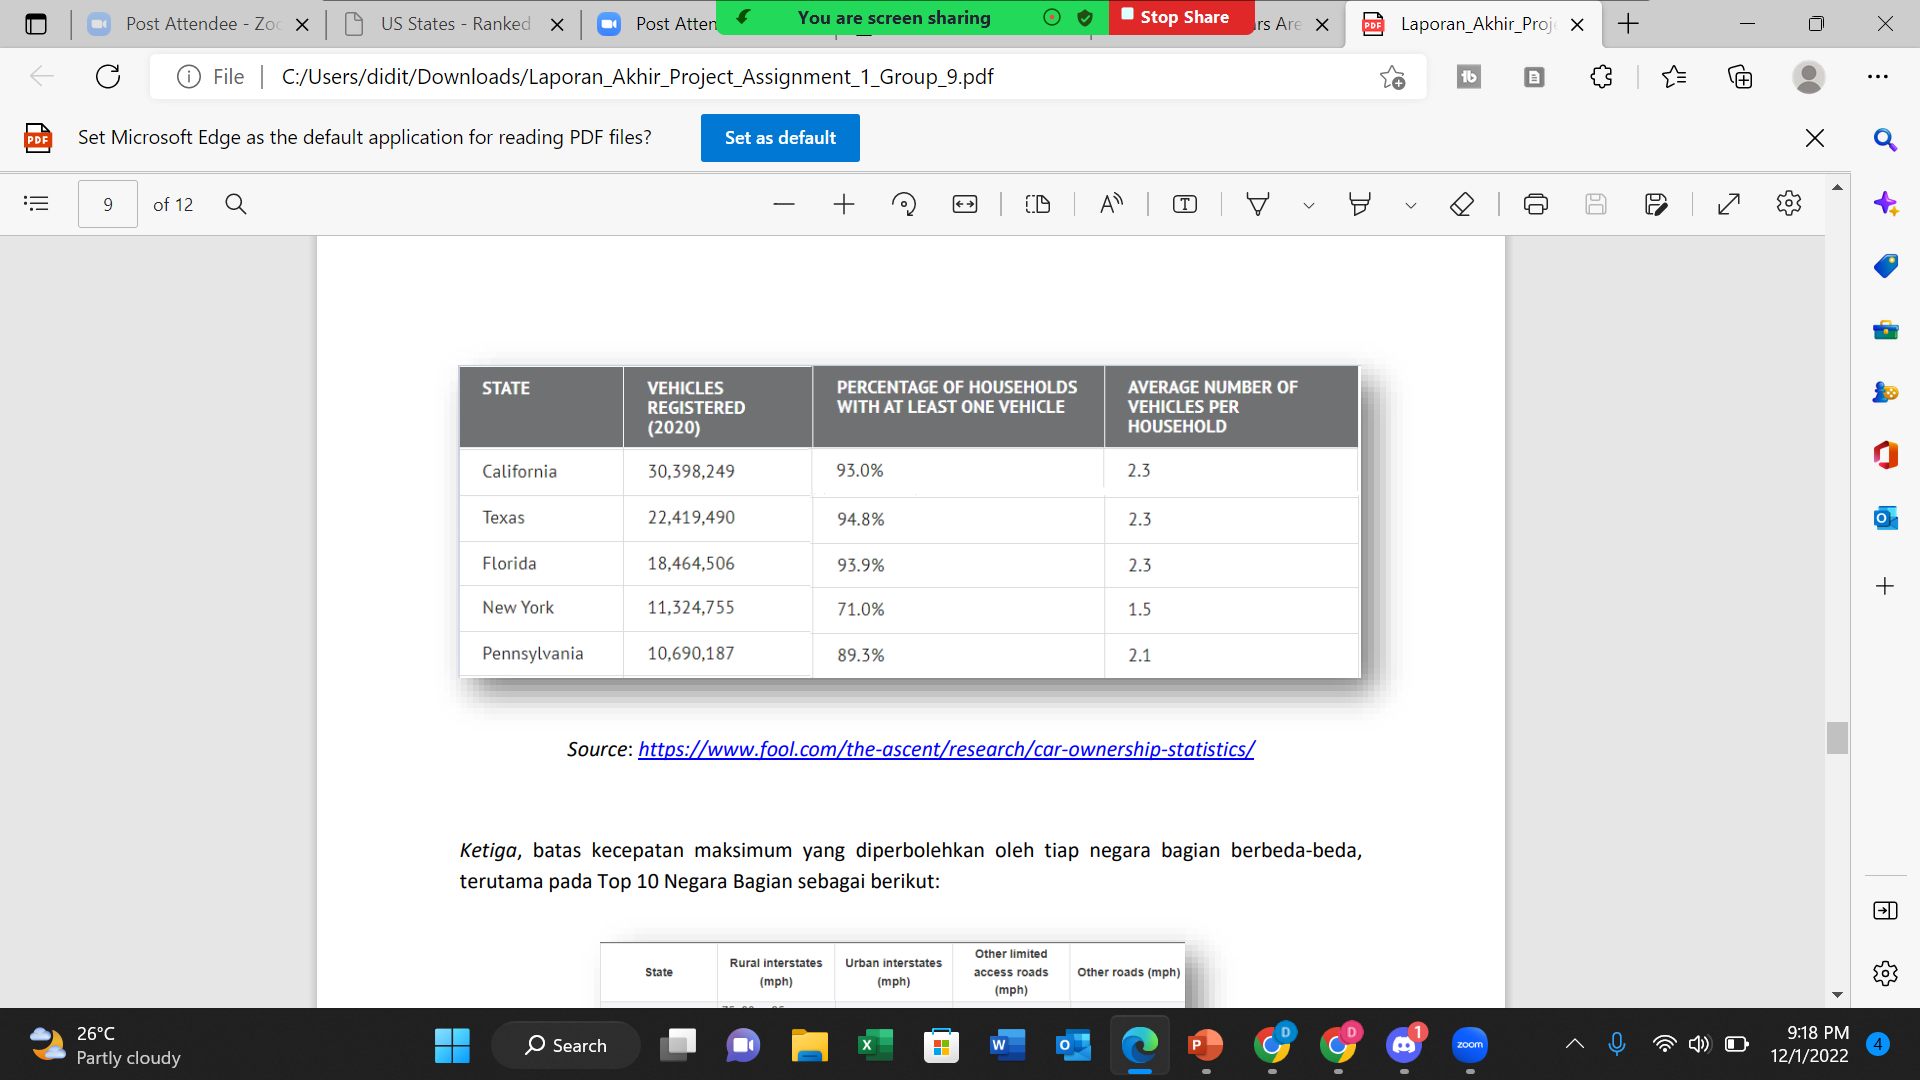 Post Attendee - Zoo
US States - Ranked
Post Atten
You are screen sharing
Stop Share
rs Are
Laporan_Akhir_Proje
File
C:/Users/didit/Downloads/Laporan_Akhir_Project_Assignment_1_Group_9.pdf
Set Microsoft Edge as the default application for reading PDF files?
Set as default
9 of 12
STATE
VEHICLES
REGISTERED
(2020)
PERCENTAGE OF HOUSEHOLDS
WITH AT LEAST ONE VEHICLE
AVERAGE NUMBER OF
VEHICLES PER
HOUSEHOLD
California 30,398,249 93.0% 2.3
Texas 22,419,490 94.8% 2.3
Florida 18,464,506 93.9% 2.3
New York 11,324,755 71.0% 1.5
Pennsylvania 10,690,187 89.3% 2.1
Source: https://www.fool.com/the-ascent/research/car-ownership-statistics/
Ketiga, batas kecepatan maksimum yang diperbolehkan oleh tiap negara bagian berbeda-beda,
terutama pada Top 10 Negara Bagian sebagai berikut:
State
Rural interstates
(mph)
Urban interstates
(mph)
Other limited
access roads
(mph)
Other roads (mph)
26°C
Partly cloudy
Search
1
zoom
9:18 PM
12/1/2022
4